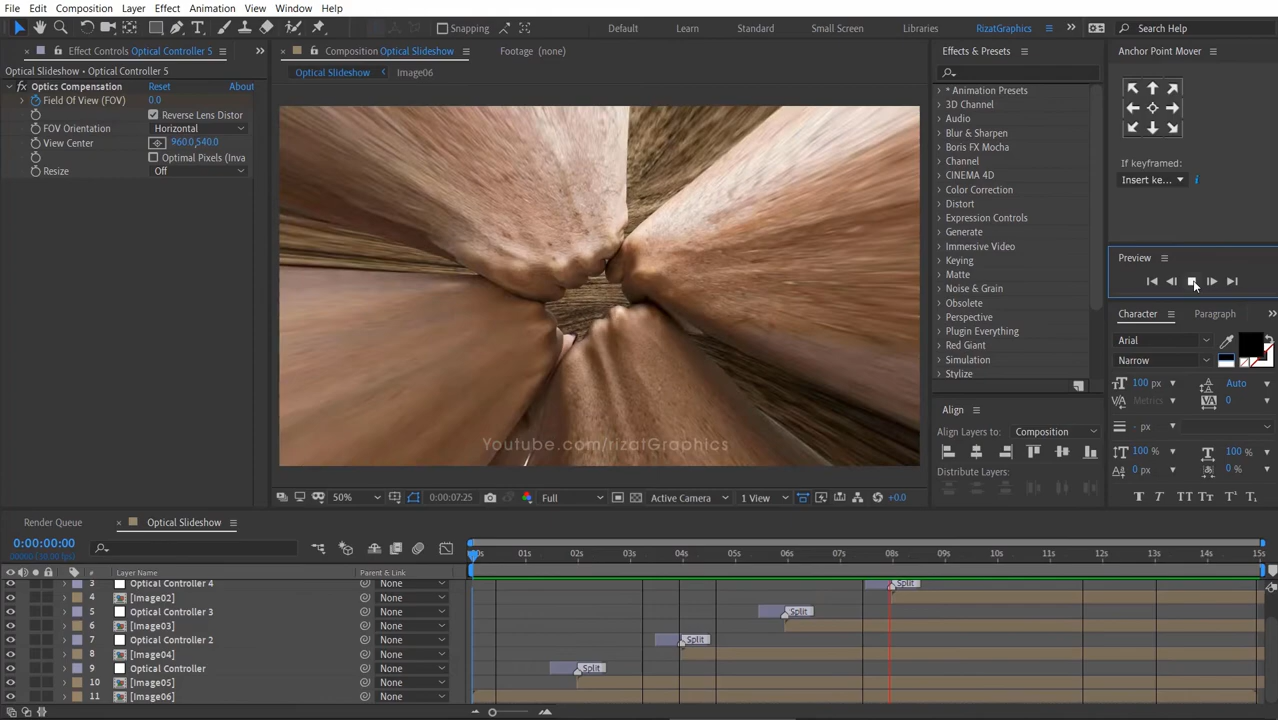 File Edit Composition Layer Effect Animation View Window Help
Snapping Default Learn Standard Small Screen Libraries RizatGraphics Search Help
Effect Controls Optical Controller 5
Composition Optical Slideshow
Footage (none)
Effects & Presets
Anchor Point Mover
Optical Slideshow • Optical Controller 5
Optical Slideshow
Image06
fx Optics Compensation Reset About
Field Of View (FOV) 0.0
Reverse Lens Distor
FOV Orientation Horizontal
View Center 960.0,540.0
Optimal Pixels (Inva
Resize Off
Youtube.com/rizatGraphics
50% 0:00:07:25 Full Active Camera 1 View +0.0
* Animation Presets
3D Channel
Audio
Blur & Sharpen
Boris FX Mocha
Channel
CINEMA 4D
Color Correction
Distort
Expression Controls
Generate
Immersive Video
Keying
Matte
Noise & Grain
Obsolete
Perspective
Plugin Everything
Red Giant
Simulation
Stylize
Align
Align Layers to: Composition
Distribute Layers:
If keyframed:
Insert ke...
Preview
Character Paragraph
Arial
Narrow
100 px Auto
Metrics 0
- px
100 % 100 %
0 px 0 %
T T TT Tr T¹ T₁
Render Queue
Optical Slideshow
0:00:00:00
00000 (30.00 fps)
00s 01s 02s 03s 04s 05s 06s 07s 08s 09s 10s 11s 12s 13s 14s 15s
# Layer Name Parent & Link
3 Optical Controller 4 None Split
4 [Image02] None
5 Optical Controller 3 None Split
6 [Image03] None
7 Optical Controller 2 None Split
8 [Image04] None
9 Optical Controller None Split
10 [Image05] None
11 [Image06] None